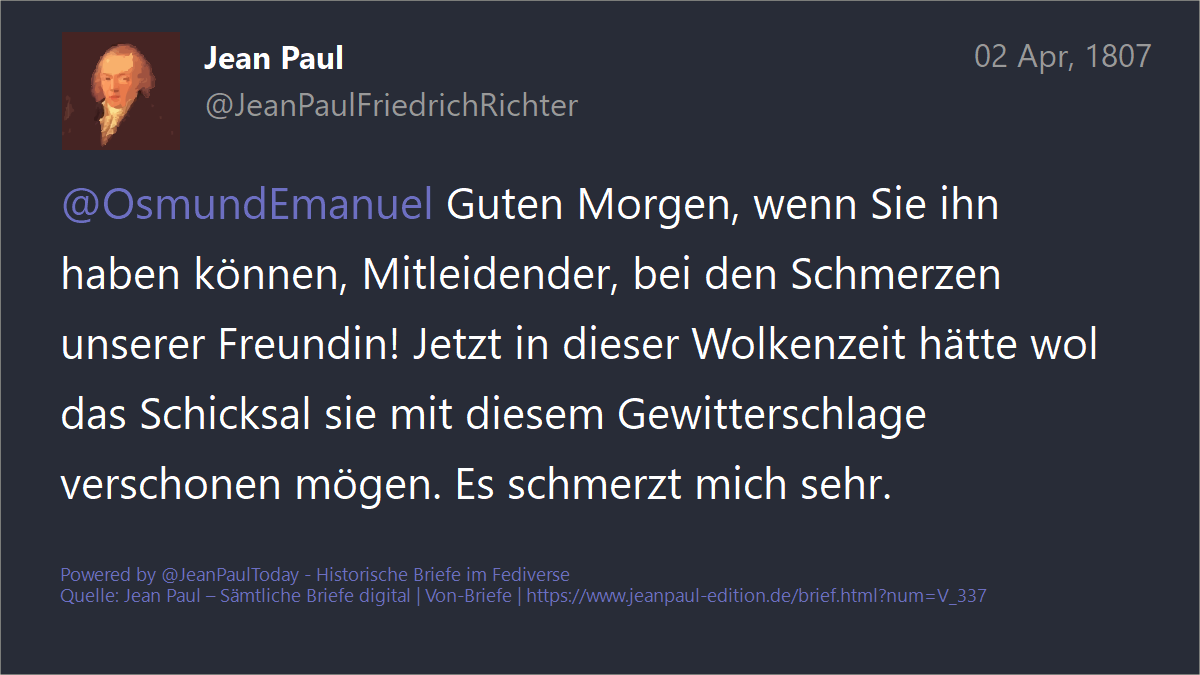 Jean Paul
02 Apr, 1807
@JeanPaulFriedrichRichter
@OsmundEmanuel Guten Morgen, wenn Sie ihn
haben können, Mitleidender, bei den Schmerzen
unserer Freundin! Jetzt in dieser Wolkenzeit hätte wol
das Schicksal sie mit diesem Gewitterschlage
verschonen mögen. Es schmerzt mich sehr.
Powered by @JeanPaulToday - Historische Briefe im Fediverse
Quelle: Jean Paul – Sämtliche Briefe digital | Von-Briefe | https://www.jeanpaul-edition.de/brief.html?num=V_337